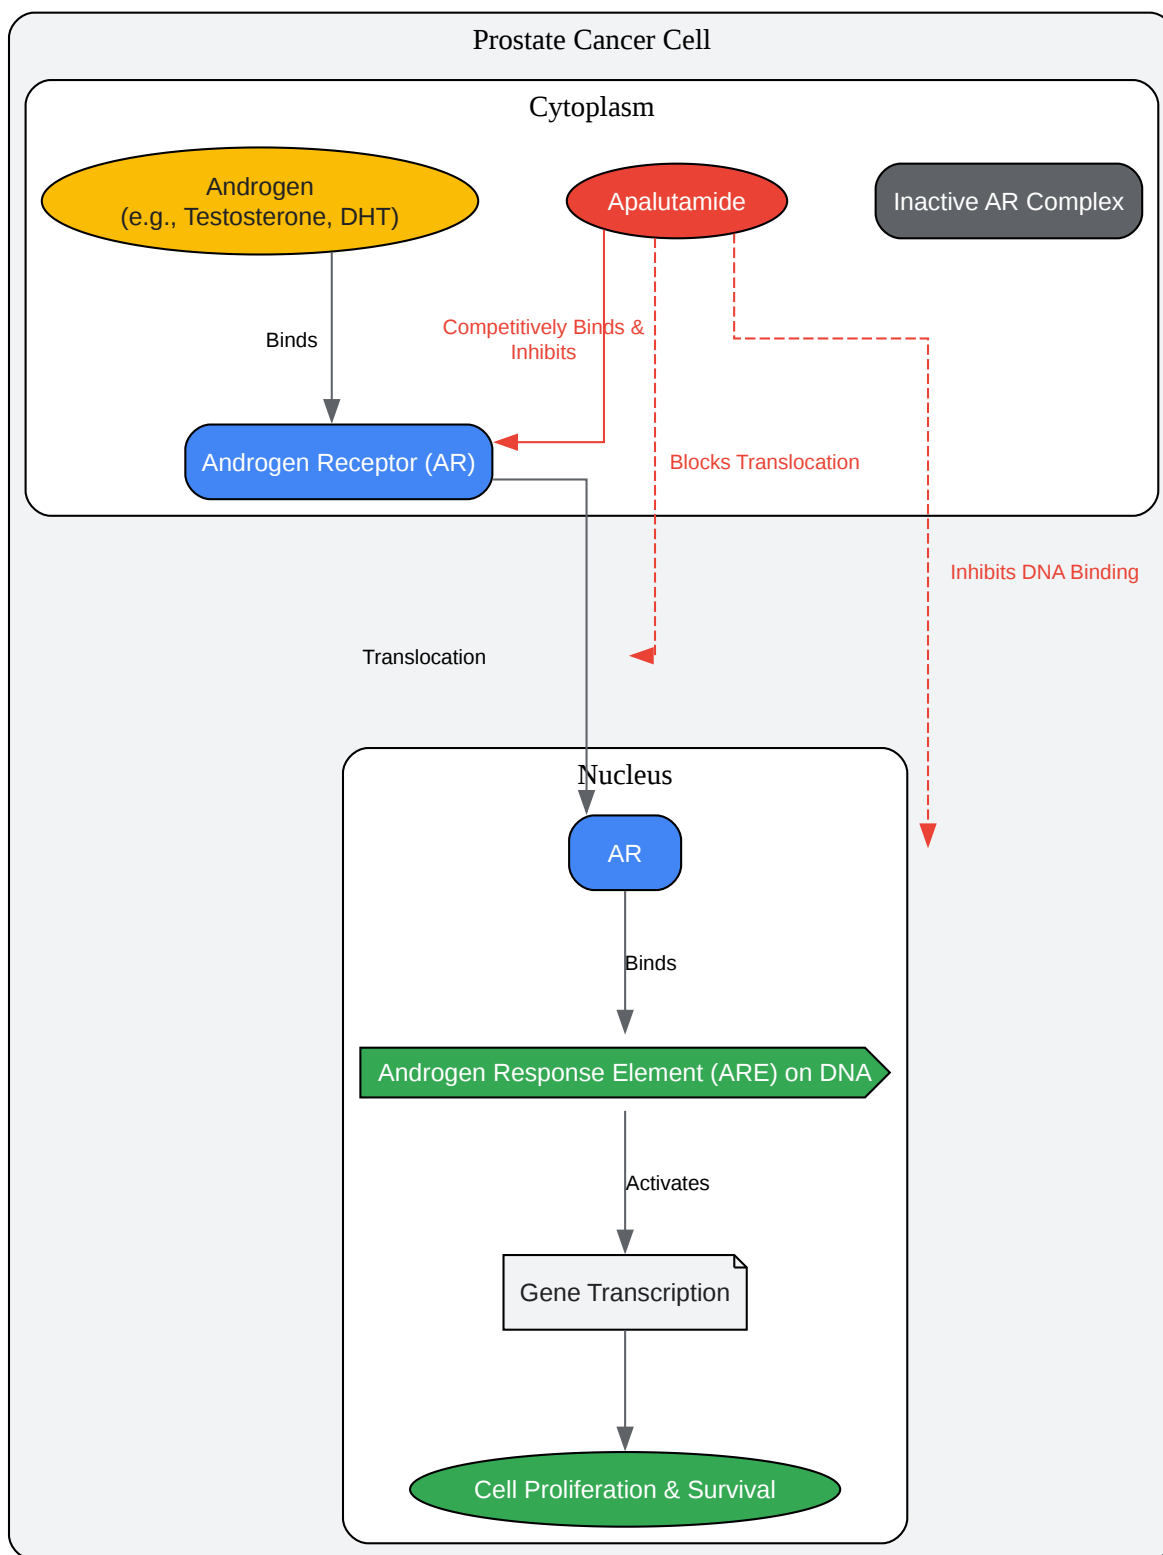 Prostate Cancer Cell
Cytoplasm
Androgen
(e.g., Testosterone, DHT)
Apalutamide
Inactive AR Complex
Binds
Competitively Binds &
Inhibits
Androgen Receptor (AR)
Blocks Translocation
Inhibits DNA Binding
Translocation
Nucleus
AR
Binds
Androgen Response Element (ARE) on DNA
Activates
Gene Transcription
Cell Proliferation & Survival